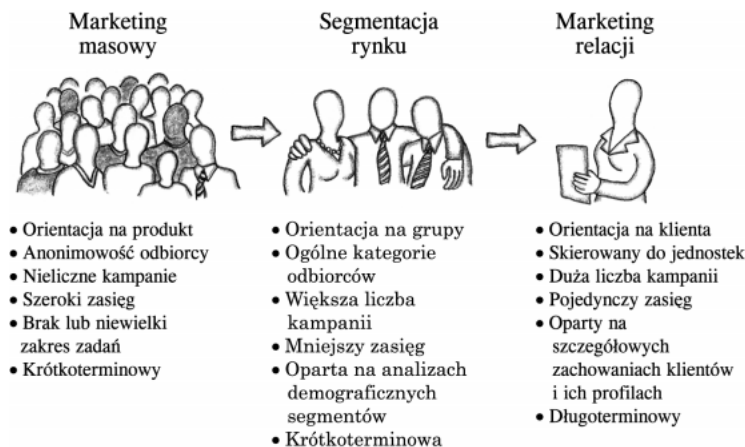 Marketing
masowy
Segmentacja
rynku
Marketing
relacji
• Orientacja na produkt
• Anonimowość odbiorcy
• Nieliczne kampanie
• Szeroki zasięg
• Brak lub niewielki
zakres zadań
• Krótkoterminowy
• Orientacja na grupy
• Ogólne kategorie
odbiorców
• Większa liczba
kampanii
• Mniejszy zasięg
• Oparta na analizach
demograficznych
segmentów
• Krótkoterminowa
• Orientacja na klienta
• Skierowany do jednostek
• Duża liczba kampanii
• Pojedynczy zasięg
• Oparty na
szczegółowych
zachowaniach klientów
i ich profilach
• Długoterminowy